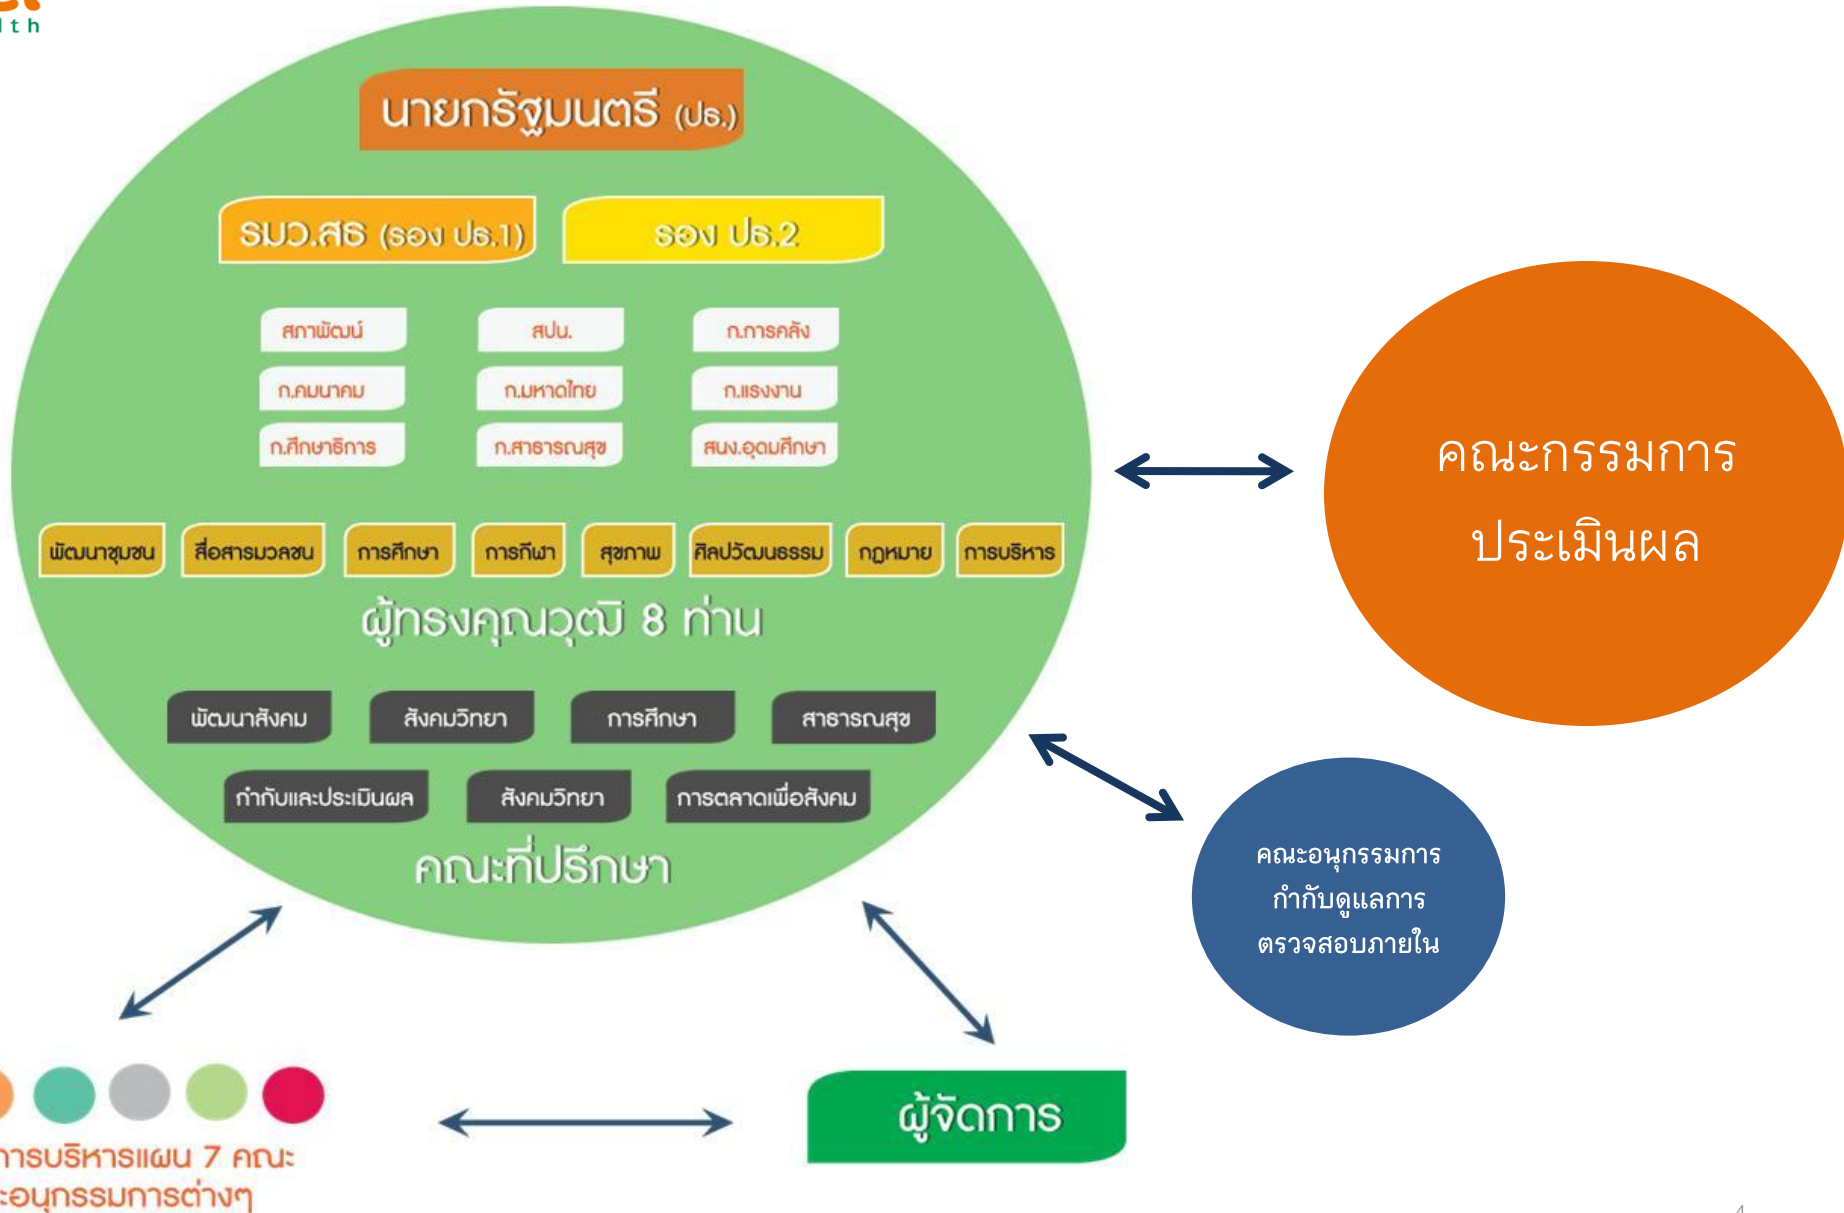 lth
นายกรัฐมนตรี (ปธ.)
รมว.สธ (รอง ปธ.1)
รอง ปธ.2
สภาพัฒน์
สปน.
ก.การคลัง
ก.คมนาคม
ก.มหาดไทย
ก.แรงงาน
ก.ศึกษาธิการ
ก.สาธารณสุข
สนง.อุดมศึกษา
พัฒนาชุมชน
สื่อสารมวลชน
การศึกษา
การกีฬา
สุขภาพ
ศิลปวัฒนธรรม
กฎหมาย
การบริหาร
ผู้ทรงคุณวุฒิ 8 ท่าน
พัฒนาสังคม
สังคมวิทยา
การศึกษา
สาธารณสุข
กำกับและประเมินผล
สังคมวิทยา
การตลาดเพื่อสังคม
คณะที่ปรึกษา
คณะกรรมการ
ประเมินผล
คณะอนุกรรมการ
กำกับดูแลการ
ตรวจสอบภายใน
ผู้จัดการ
การบริหารแผน 7 คณะ
ะอนุกรรมการต่างๆ
4